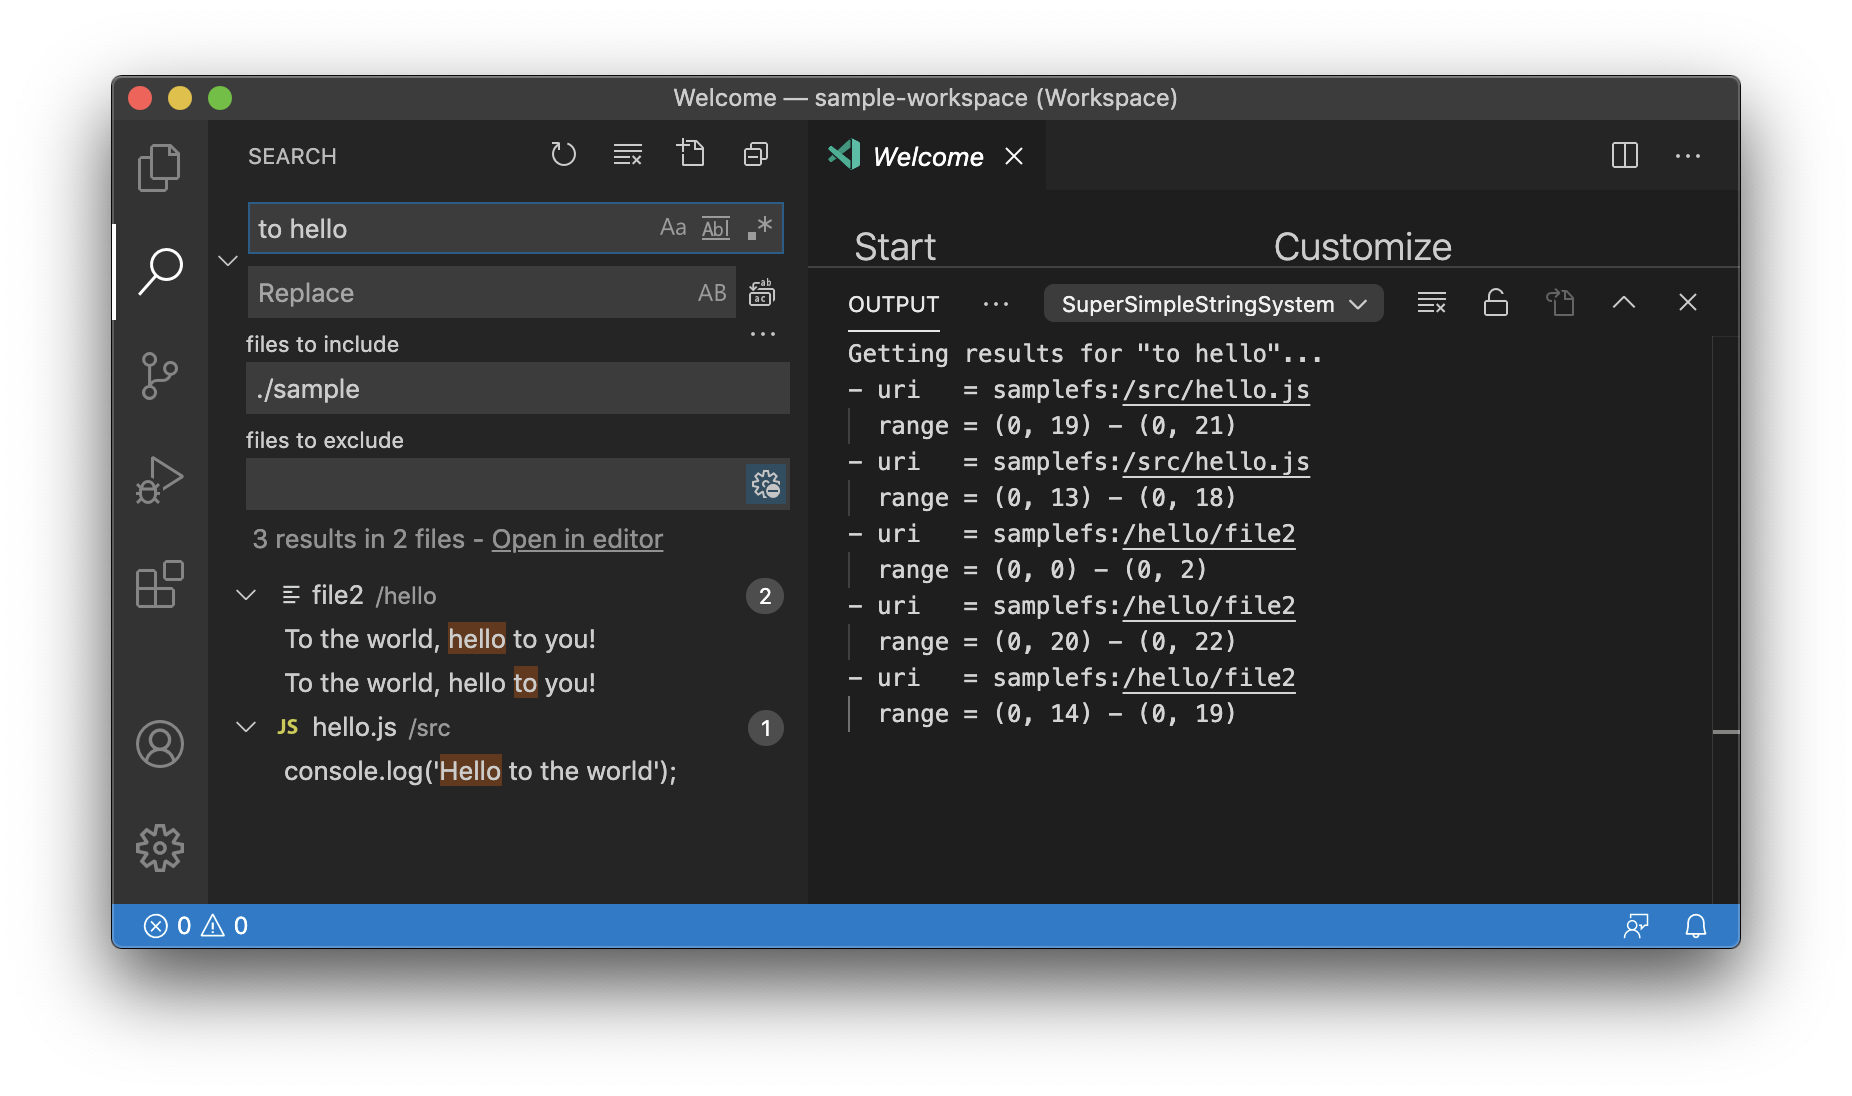 Welcome — sample-workspace (Workspace)
SEARCH
to hello
Aa
Abl
.*
Replace
AB
ab
ac
files to include
./sample
files to exclude
3 results in 2 files - Open in editor
file2 /hello
2
To the world, hello to you!
To the world, hello to you!
JS hello.js /src
1
console.log('Hello to the world');
Welcome
Start
Customize
OUTPUT
SuperSimpleStringSystem
Getting results for "to hello"...
- uri   = samplefs:/src/hello.js
range = (0, 19) - (0, 21)
- uri   = samplefs:/src/hello.js
range = (0, 13) - (0, 18)
- uri   = samplefs:/hello/file2
range = (0, 0) - (0, 2)
- uri   = samplefs:/hello/file2
range = (0, 20) - (0, 22)
- uri   = samplefs:/hello/file2
range = (0, 14) - (0, 19)
0
0